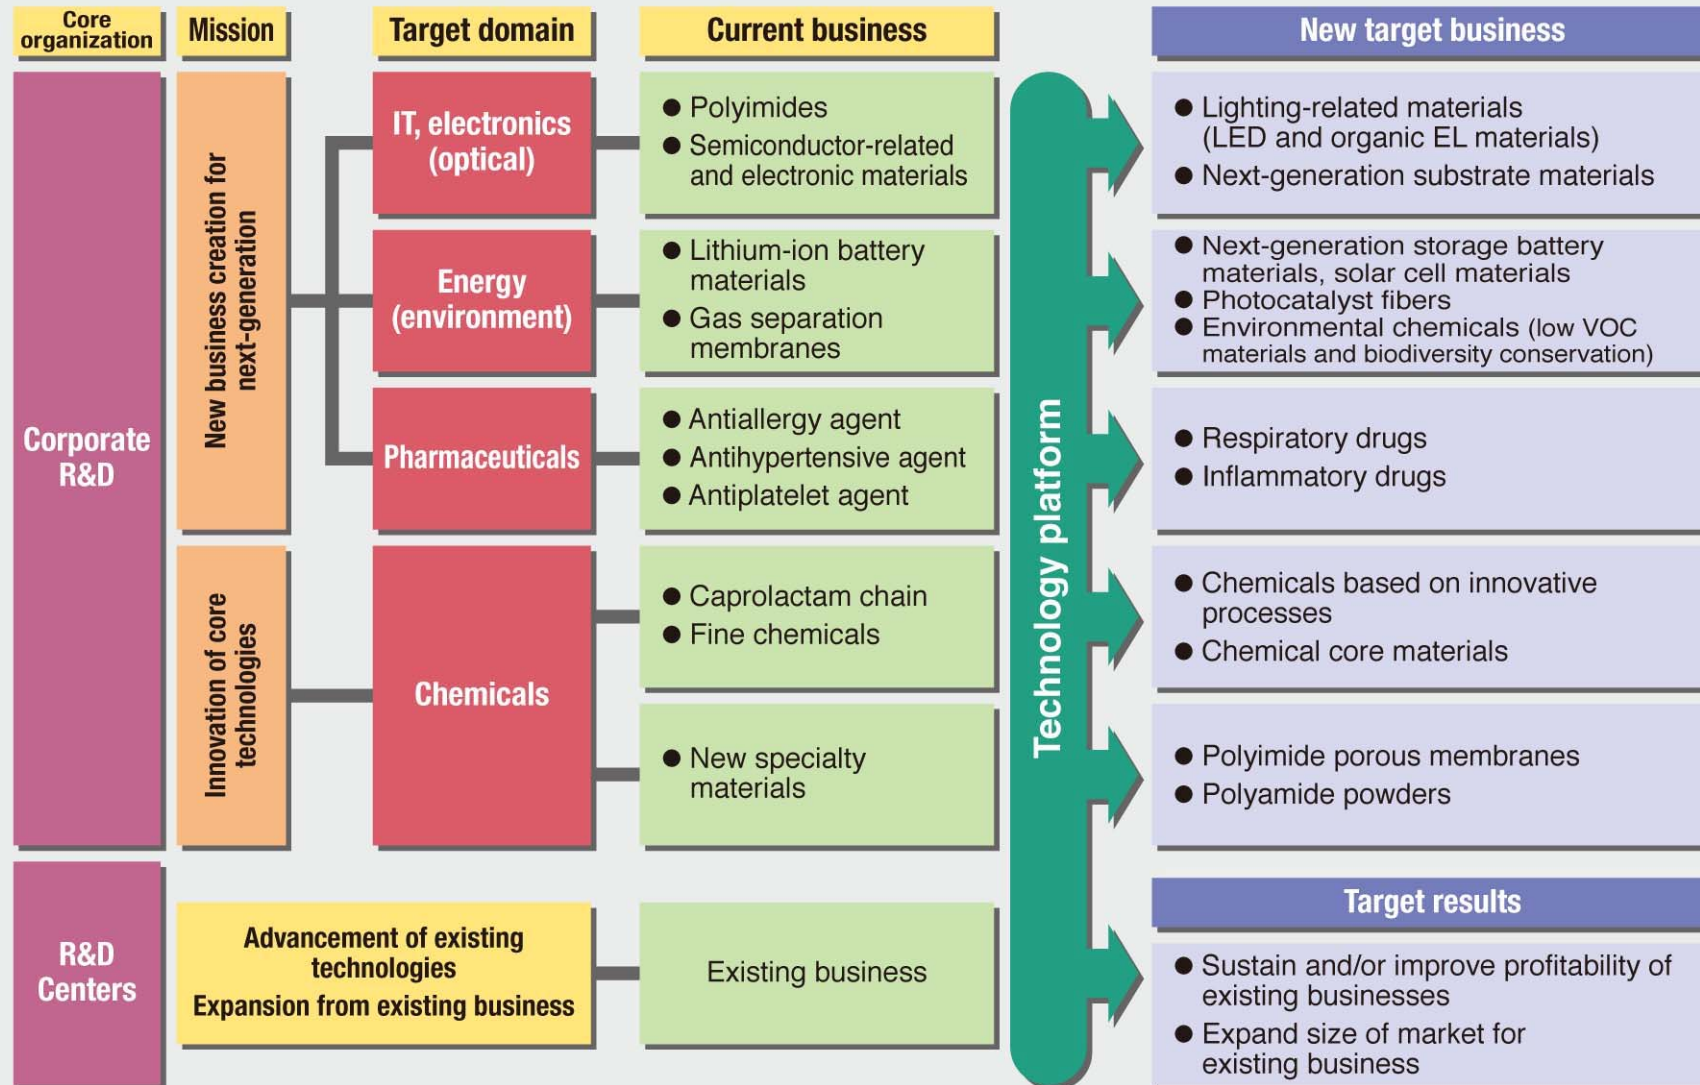 Core
organization
Mission
Target domain
Current business
New target business
Corporate
R&D
New business creation for
next-generation
IT, electronics
(optical)
● Polyimides
● Semiconductor-related
and electronic materials
● Lighting-related materials
(LED and organic EL materials)
● Next-generation substrate materials
Energy
(environment)
● Lithium-ion battery
materials
● Gas separation
membranes
● Next-generation storage battery
materials, solar cell materials
● Photocatalyst fibers
● Environmental chemicals (low VOC
materials and biodiversity conservation)
Pharmaceuticals
● Antiallergy agent
● Antihypertensive agent
● Antiplatelet agent
● Respiratory drugs
● Inflammatory drugs
Innovation of core
technologies
Chemicals
● Caprolactam chain
● Fine chemicals
● Chemicals based on innovative
processes
● Chemical core materials
● New specialty
materials
● Polyimide porous membranes
● Polyamide powders
Technology platform
R&D
Centers
Advancement of existing
technologies
Expansion from existing business
Existing business
Target results
● Sustain and/or improve profitability of
existing businesses
● Expand size of market for
existing business